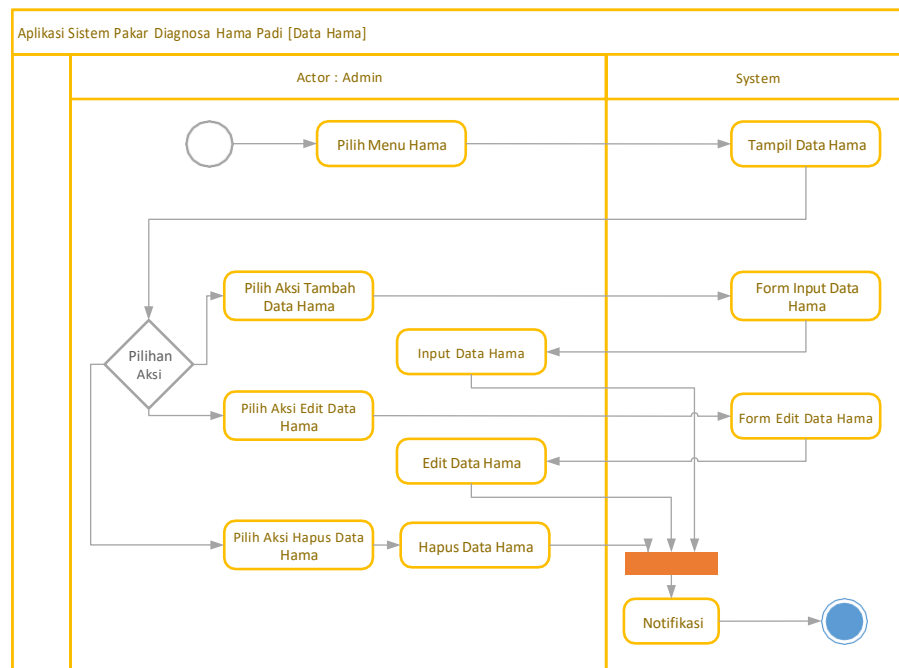 Aplikasi Sistem Pakar Diagnosa Hama Padi [Data Hama]
Actor : Admin
System
Pilih Menu Hama
Tampil Data Hama
Pilih Aksi Tambah
Data Hama
Form Input Data
Hama
Pilihan
Aksi
Input Data Hama
Pilih Aksi Edit Data
Hama
Form Edit Data Hama
Edit Data Hama
Pilih Aksi Hapus Data
Hama
Hapus Data Hama
Notifikasi